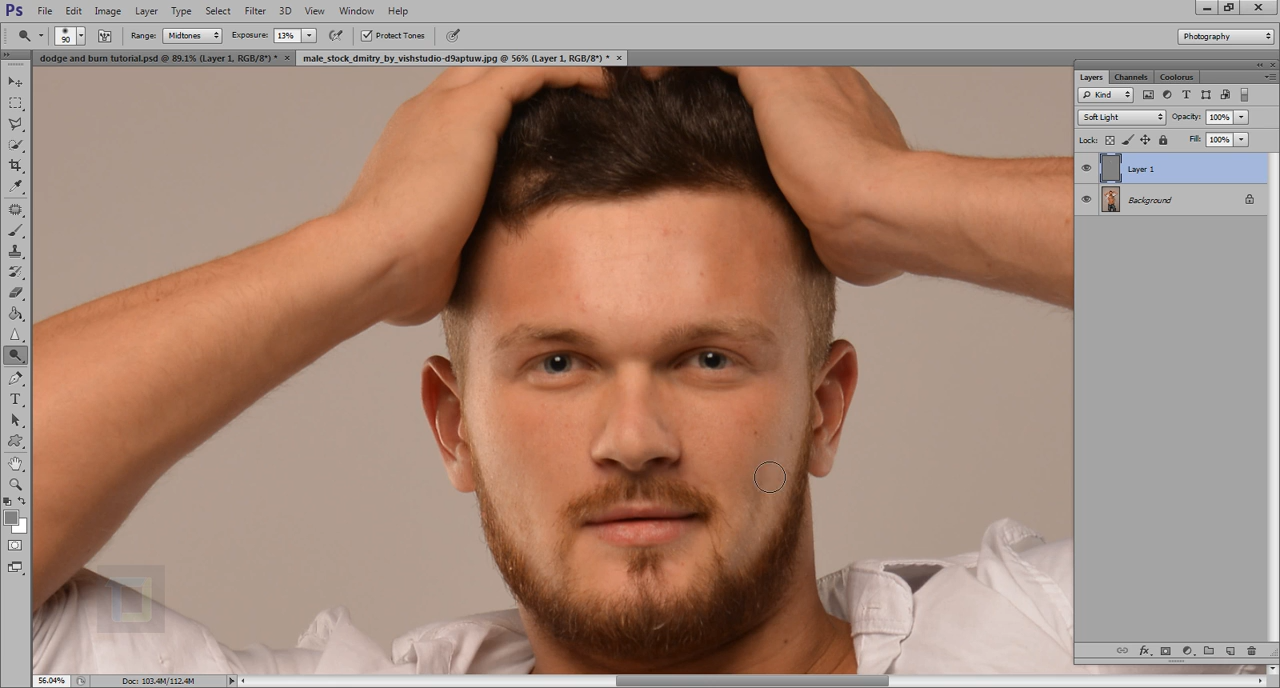 Ps File Edit Image Layer Type Select Filter 3D View Window Help
90 Range: Midtones Exposure: 13% Protect Tones Photography
dodge and burn tutorial.psd @ 89.1% (Layer 1, RGB/8*) * × male_stock_dmitry_by_vishstudio-d9aptuw.jpg @ 56% (Layer 1, RGB/8*) * ×
Layers Channels Coolorus
Kind
Soft Light Opacity: 100%
Lock: Fill: 100%
Layer 1
Background
56.04% Doc: 103.4M/112.4M